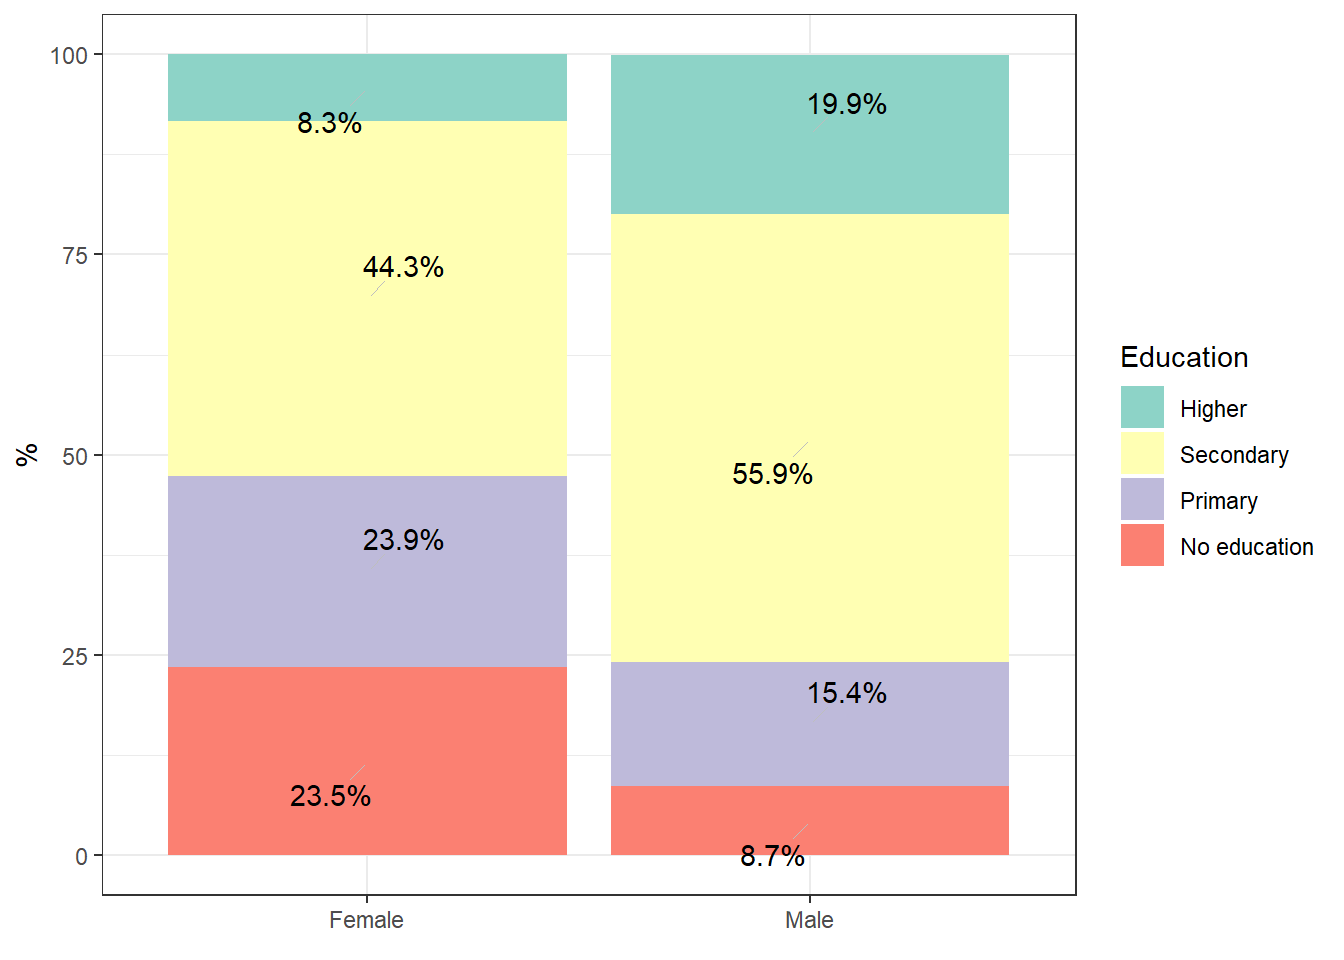 100
75
50
25
0
%
8.3%
44.3%
23.9%
23.5%
19.9%
55.9%
15.4%
8.7%
Female
Male
Education
Higher
Secondary
Primary
No education